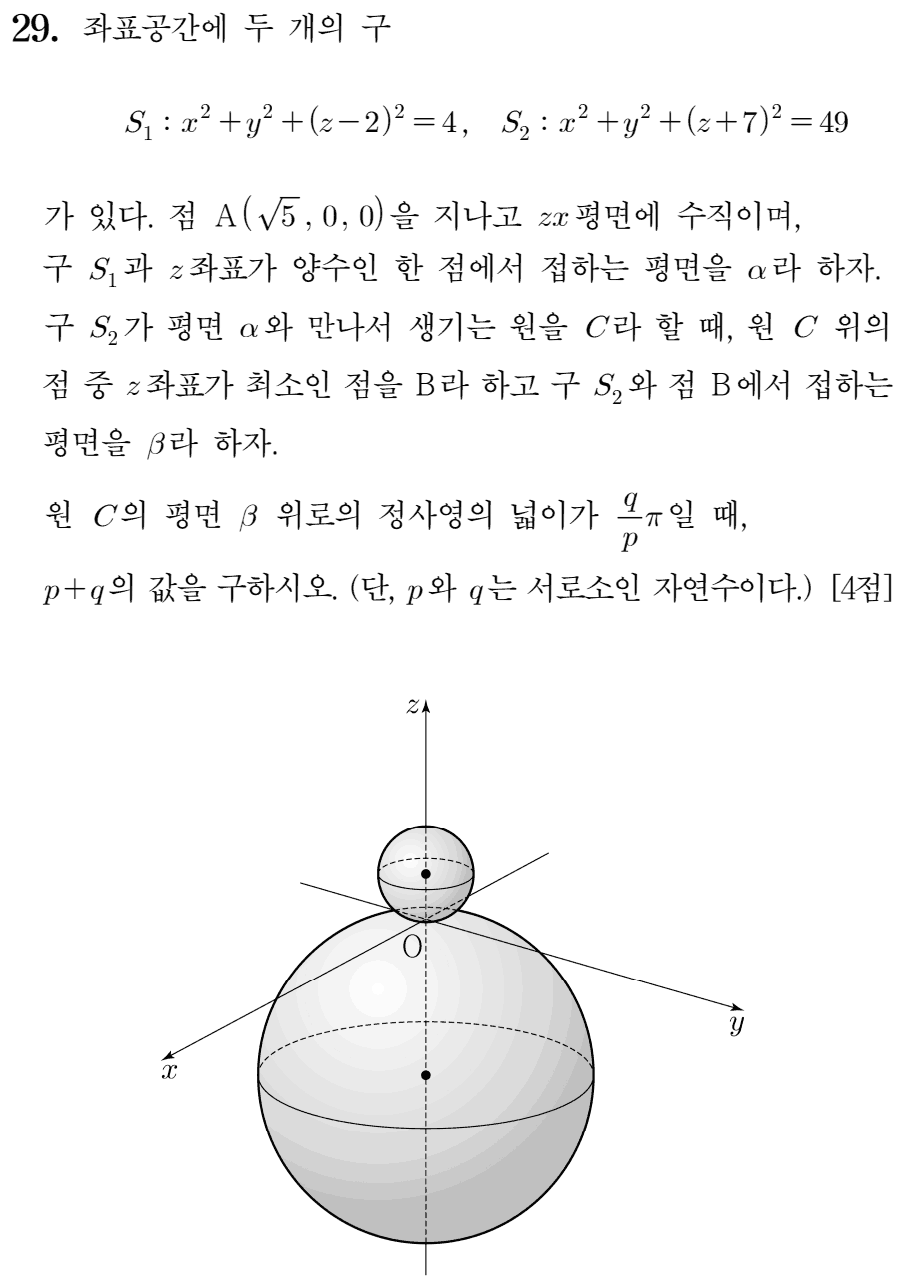 29. 좌표공간에 두 개의 구
S₁ : x² + y² + (z − 2)² = 4, S₂ : x² + y² + (z + 7)² = 49
가 있다. 점 A(√5, 0, 0)을 지나고 zx평면에 수직이며,
구 S₁과 z좌표가 양수인 한 점에서 접하는 평면을 α라 하자.
구 S₂가 평면 α와 만나서 생기는 원을 C라 할 때, 원 C 위의
점 중 z좌표가 최소인 점을 B라 하고 구 S₂와 점 B에서 접하는
평면을 β라 하자.
원 C의 평면 β 위로의 정사영의 넓이가 q/p π일 때,
p+q의 값을 구하시오. (단, p와 q는 서로소인 자연수이다.) [4점]
z
O
y
x